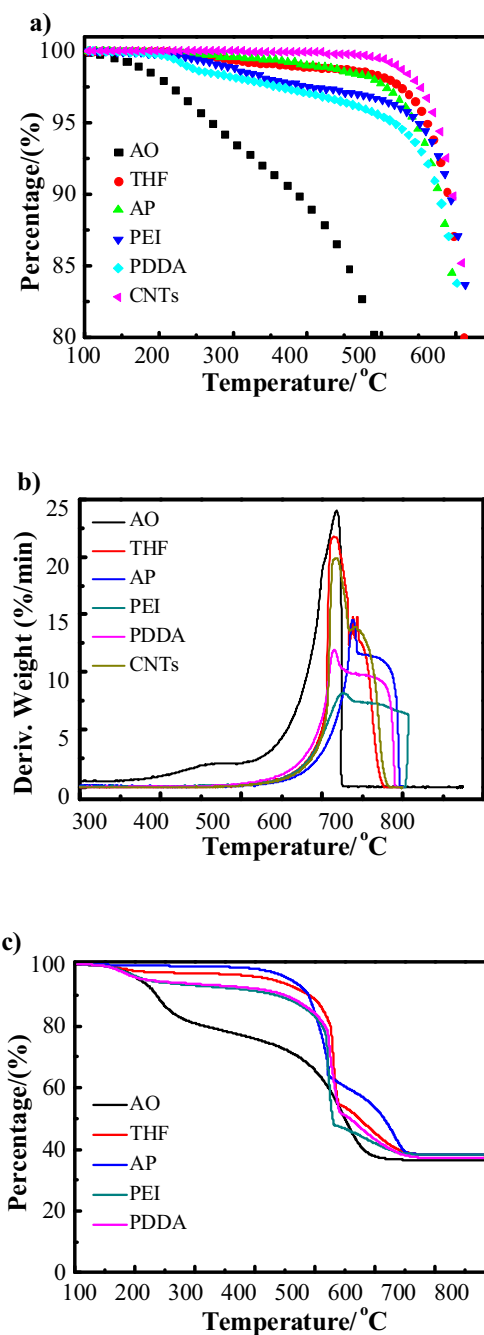 a)
100
95
90
85
80
Percentage/(%)
AO
THF
AP
PEI
PDDA
CNTs
100 200 300 400 500 600
Temperature/ °C
b)
25
20
15
10
5
0
Deriv. Weight (%/min)
AO
THF
AP
PEI
PDDA
CNTs
300 400 500 600 700 800
Temperature/ °C
c)
100
80
60
40
20
0
Percentage/(%)
AO
THF
AP
PEI
PDDA
100 200 300 400 500 600 700 800
Temperature/ °C